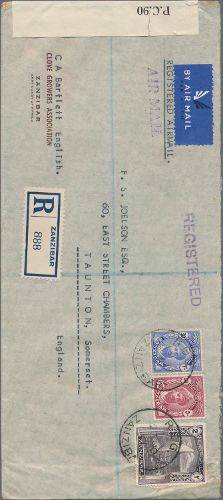 P.C.90
BY AIR MAIL
REGISTERED AIRMAIL
AIR MAIL
C A Bartlett English.
CLOVE GROWERS ASSOCIATION
ZANZIBAR
R
ZANZIBAR
888
REGISTERED
F. S. JOELSON ESQ.,
60, EAST STREET CHAMBERS,
TAUNTON, Somerset.
England.